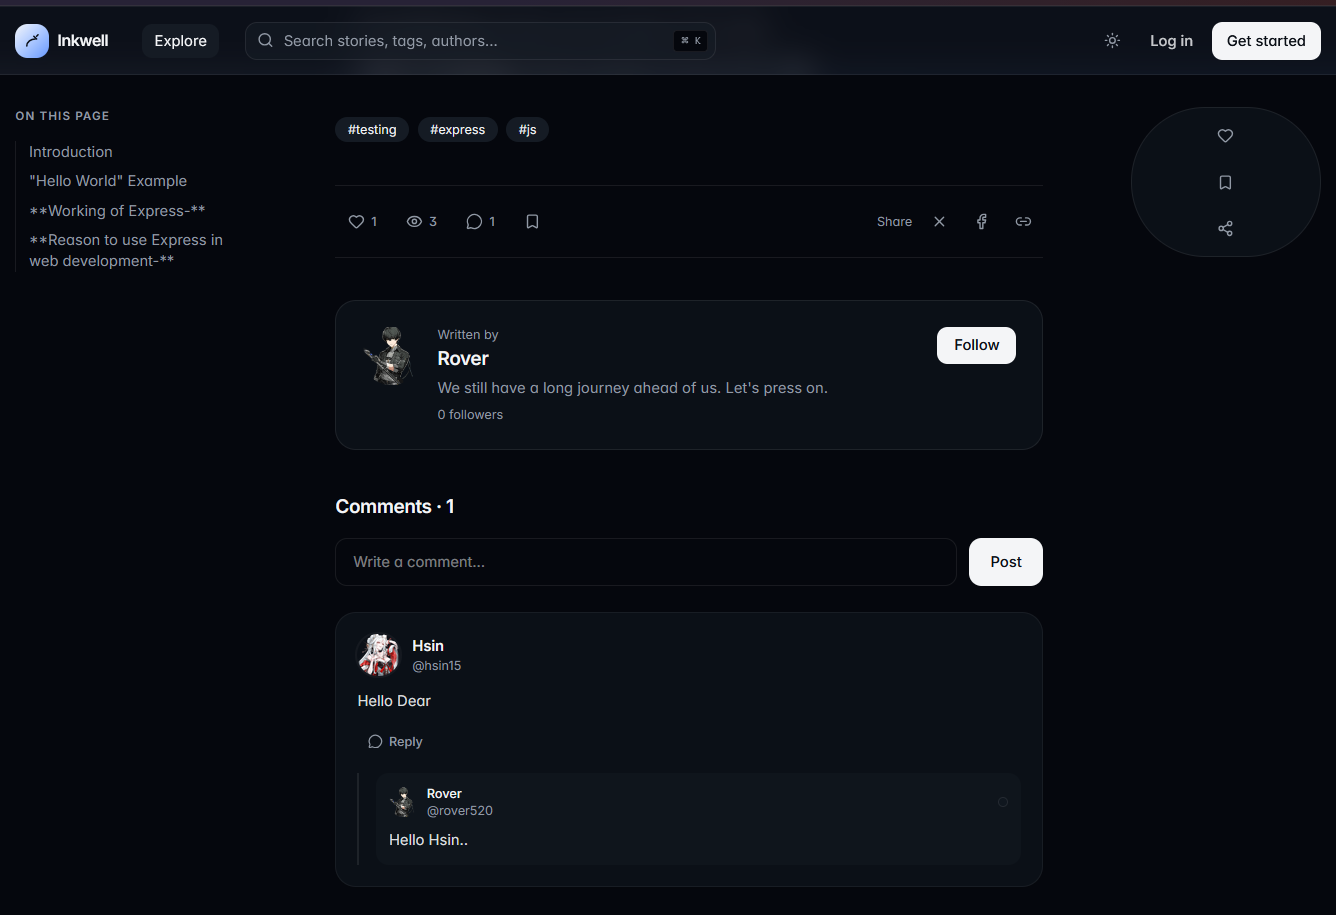 Inkwell
Explore
Search stories, tags, authors...
⌘ K
Log in
Get started
ON THIS PAGE
Introduction
"Hello World" Example
**Working of Express-**
**Reason to use Express in
web development-**
#testing
#express
#js
1
3
1
Share
Written by
Rover
We still have a long journey ahead of us. Let's press on.
0 followers
Follow
Comments · 1
Write a comment...
Post
Hsin
@hsin15
Hello Dear
Reply
Rover
@rover520
Hello Hsin..